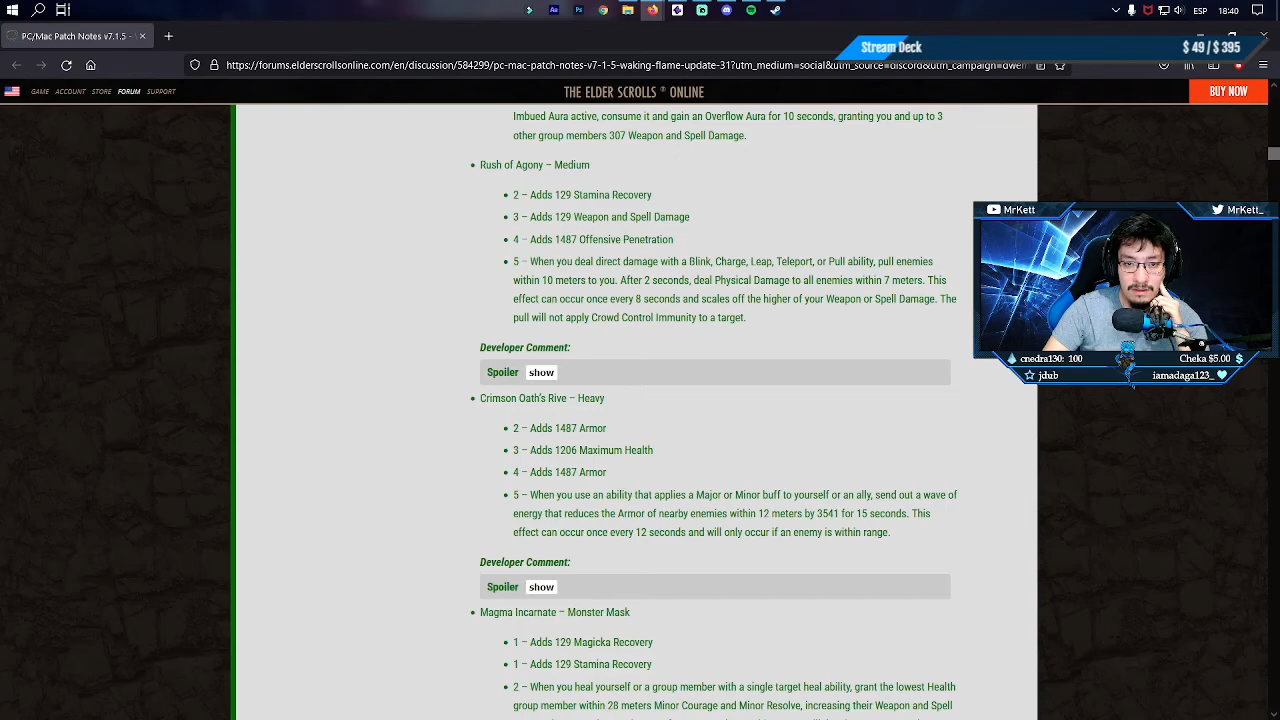 ESP 18:40
PC/Mac Patch Notes v7.1.5 -
Stream Deck $ 49 / $ 395
https://forums.elderscrollsonline.com/en/discussion/584299/pc-mac-patch-notes-v7-1-5-waking-flame-update-31?utm_medium=social&utm_source=discord&utm_campaign=dwem
GAME ACCOUNT STORE FORUM SUPPORT THE ELDER SCROLLS ® ONLINE BUY NOW
Imbued Aura active, consume it and gain an Overflow Aura for 10 seconds, granting you and up to 3
other group members 307 Weapon and Spell Damage.
• Rush of Agony – Medium
• 2 – Adds 129 Stamina Recovery
• 3 – Adds 129 Weapon and Spell Damage
• 4 – Adds 1487 Offensive Penetration
• 5 – When you deal direct damage with a Blink, Charge, Leap, Teleport, or Pull ability, pull enemies
within 10 meters to you. After 2 seconds, deal Physical Damage to all enemies within 7 meters. This
effect can occur once every 8 seconds and scales off the higher of your Weapon or Spell Damage. The
pull will not apply Crowd Control Immunity to a target.
Developer Comment:
Spoiler show
• Crimson Oath's Rive – Heavy
• 2 – Adds 1487 Armor
• 3 – Adds 1206 Maximum Health
• 4 – Adds 1487 Armor
• 5 – When you use an ability that applies a Major or Minor buff to yourself or an ally, send out a wave of
energy that reduces the Armor of nearby enemies within 12 meters by 3541 for 15 seconds. This
effect can occur once every 12 seconds and will only occur if an enemy is within range.
Developer Comment:
Spoiler show
• Magma Incarnate – Monster Mask
• 1 – Adds 129 Magicka Recovery
• 1 – Adds 129 Stamina Recovery
• 2 – When you heal yourself or a group member with a single target heal ability, grant the lowest Health
group member within 28 meters Minor Courage and Minor Resolve, increasing their Weapon and Spell
MrKett MrKett_
cnedra130: 100 Cheka $5.00
jdub iamadaga123_